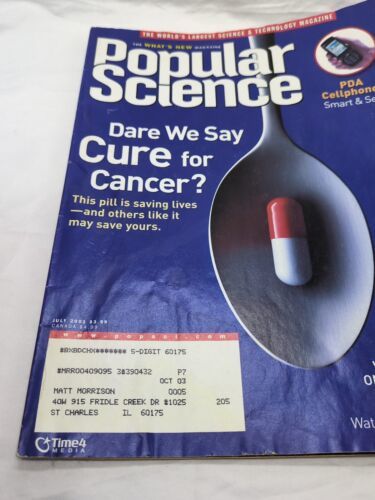 THE WORLD'S LARGEST SCIENCE & TECHNOLOGY MAGAZINE
THE WHAT'S NEW MAGAZINE
Popular
Science
PDA
Cellphone
Smart & Se
Dare We Say
Cure for
Cancer?
This pill is saving lives
—and others like it
may save yours.
JULY 2001 $3.99
CANADA $4.99
www.popsci.com
#BXBDCHX******* 5-DIGIT 60175
#MRR00409095 3#390432 P7
OCT 03
MATT MORRISON 0005
40W 915 FRIDLE CREEK DR #1025 205
ST CHARLES IL 60175
O
Wat
Time4
MEDIA